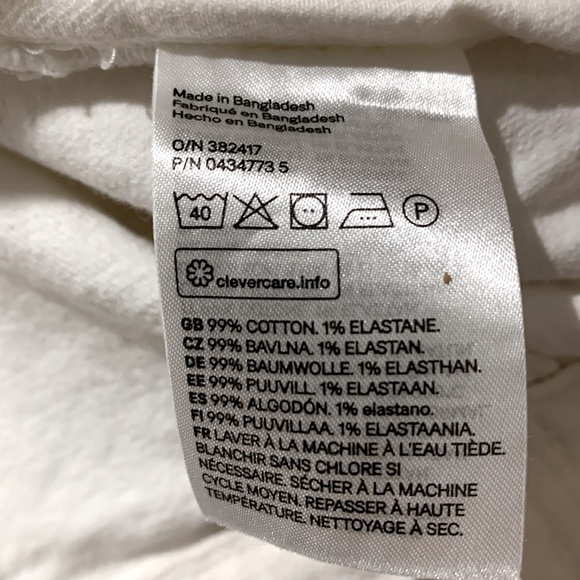 Made in Bangladesh
Fabriqué en Bangladesh
Hecho en Bangladesh
O/N 382417
P/N 0434773 5
40 P
clevercare.info
GB 99% COTTON. 1% ELASTANE.
CZ 99% BAVLNA. 1% ELASTAN.
DE 99% BAUMWOLLE. 1% ELASTHAN.
EE 99% PUUVILL. 1% ELASTAAN.
ES 99% ALGODÓN. 1% elastano.
FI 99% PUUVILLAA. 1% ELASTAANIA.
FR LAVER À LA MACHINE À L'EAU TIÈDE.
BLANCHIR SANS CHLORE SI
NÉCESSAIRE. SÉCHER À LA MACHINE
CYCLE MOYEN. REPASSER À HAUTE
TEMPÉRATURE. NETTOYAGE À SEC.